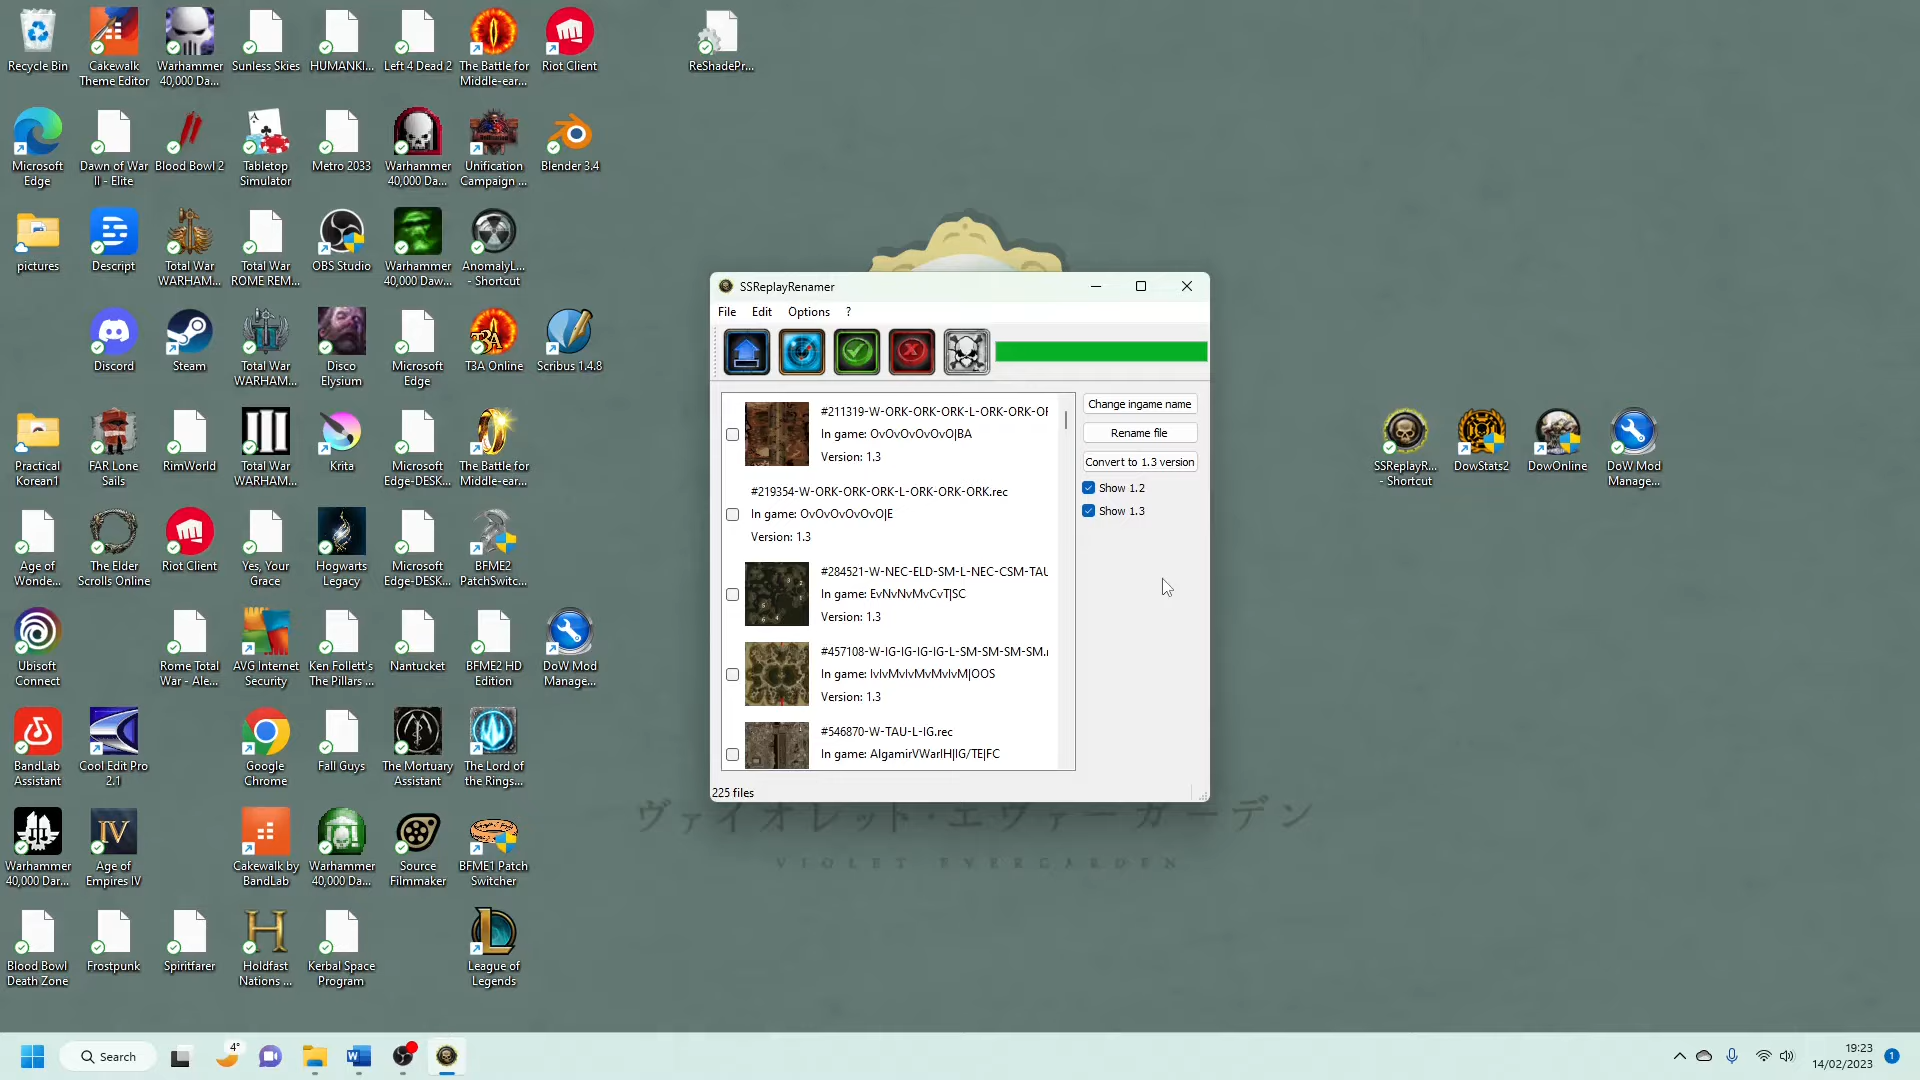 Recycle Bin
Cakewalk
Theme Editor
Warhammer
40,000 Da...
Sunless Skies
HUMANKI...
Left 4 Dead 2
The Battle for
Middle-ear...
Riot Client
ReShadePr...
Microsoft
Edge
Dawn of War
II - Elite
Blood Bowl 2
Tabletop
Simulator
Metro 2033
Warhammer
40,000 Da...
Unification
Campaign ...
Blender 3.4
pictures
Descript
Total War
WARHAM...
Total War
ROME REM...
OBS Studio
Warhammer
40,000 Daw...
AnomalyL...
- Shortcut
Discord
Steam
Total War
WARHAM...
Disco
Elysium
Microsoft
Edge
T3A Online
Scribus 1.4.8
Practical
Korean1
FAR Lone
Sails
RimWorld
Total War
WARHAM...
Krita
Microsoft
Edge-DESK...
The Battle for
Middle-ear...
Age of
Wonde...
The Elder
Scrolls Online
Riot Client
Yes, Your
Grace
Hogwarts
Legacy
Microsoft
Edge-DESK...
BFME2
PatchSwitc...
Ubisoft
Connect
Rome Total
War - Ale...
AVG Internet
Security
Ken Follett's
The Pillars ...
Nantucket
BFME2 HD
Edition
DoW Mod
Manage...
BandLab
Assistant
Cool Edit Pro
2.1
Google
Chrome
Fall Guys
The Mortuary
Assistant
The Lord of
the Rings...
Warhammer
40,000 Dar...
Age of
Empires IV
Cakewalk by
BandLab
Warhammer
40,000 Da...
Source
Filmmaker
BFME1 Patch
Switcher
Blood Bowl
Death Zone
Frostpunk
Spiritfarer
Holdfast
Nations ...
Kerbal Space
Program
League of
Legends
SSReplayRenamer
File Edit Options ?
#211319-W-ORK-ORK-ORK-L-ORK-ORK-OF
In game: OvOvOvOvOvO|BA
Version: 1.3
#219354-W-ORK-ORK-ORK-L-ORK-ORK-ORK.rec
In game: OvOvOvOvOvO|E
Version: 1.3
#284521-W-NEC-ELD-SM-L-NEC-CSM-TAU
In game: EvNvNvMvCvT|SC
Version: 1.3
#457108-W-IG-IG-IG-IG-L-SM-SM-SM-SM.r
In game: IvIvMvIvMvMvIvM|OOS
Version: 1.3
#546870-W-TAU-L-IG.rec
In game: AlgamirVWarIH|IG/TE|FC
225 files
Change ingame name
Rename file
Convert to 1.3 version
Show 1.2
Show 1.3
SSReplayR...
- Shortcut
DowStats2
DowOnline
DoW Mod
Manage...
ヴァイオレット・エヴァーガーデン
VIOLET EVERGARDEN
4°
Search
19:23
14/02/2023
1